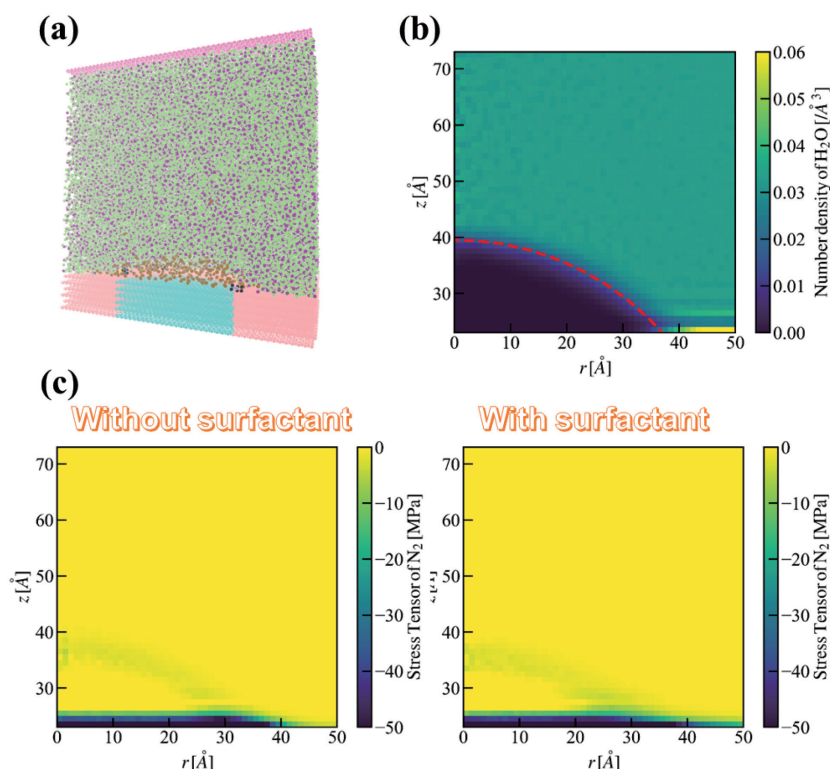 (a)
(b)
70
60
50
40
30
z[Å]
0 10 20 30 40 50
r[Å]
0.06
0.05
0.04
0.03
0.02
0.01
0.00
Number density of H₂O [/Å³]
(c)
Without surfactant
70
60
50
40
30
z[Å]
0 10 20 30 40 50
r[Å]
0
−10
−20
−30
−40
−50
Stress Tensor of N₂ [MPa]
With surfactant
70
60
50
40
30
0 10 20 30 40 50
r[Å]
0
−10
−20
−30
−40
−50
Stress Tensor of N₂ [MPa]